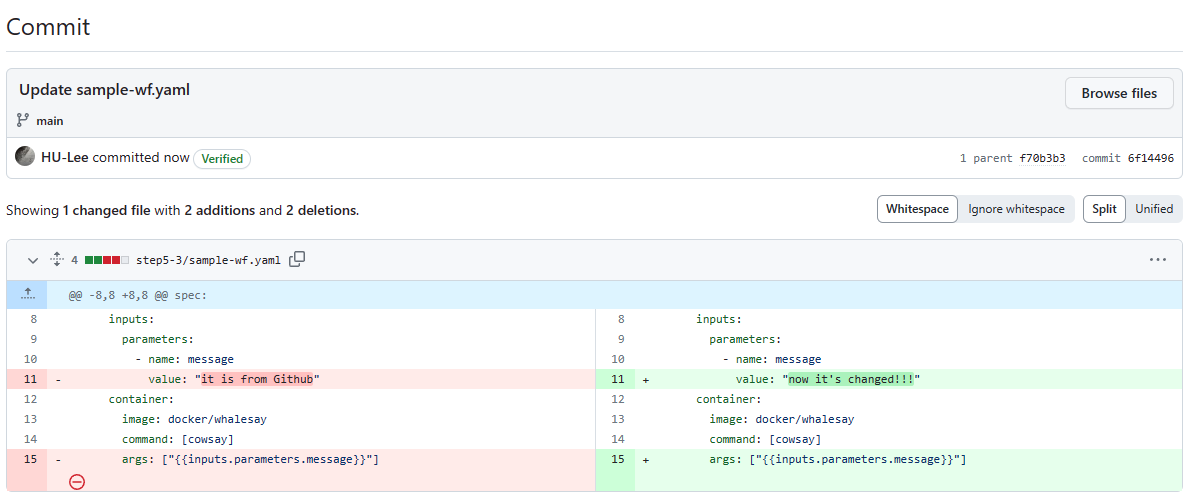 Commit
Update sample-wf.yaml
Browse files
main
HU-Lee committed now Verified
1 parent f70b3b3 commit 6f14496
Showing 1 changed file with 2 additions and 2 deletions.
Whitespace Ignore whitespace Split Unified
4 step5-3/sample-wf.yaml
@@ -8,8 +8,8 @@ spec:
8 inputs: 8 inputs:
9 parameters: 9 parameters:
10 - name: message 10 - name: message
11 - value: "it is from Github" 11 + value: "now it's changed!!!"
12 container: 12 container:
13 image: docker/whalesay 13 image: docker/whalesay
14 command: [cowsay] 14 command: [cowsay]
15 - args: ["{{inputs.parameters.message}}"] 15 + args: ["{{inputs.parameters.message}}"]